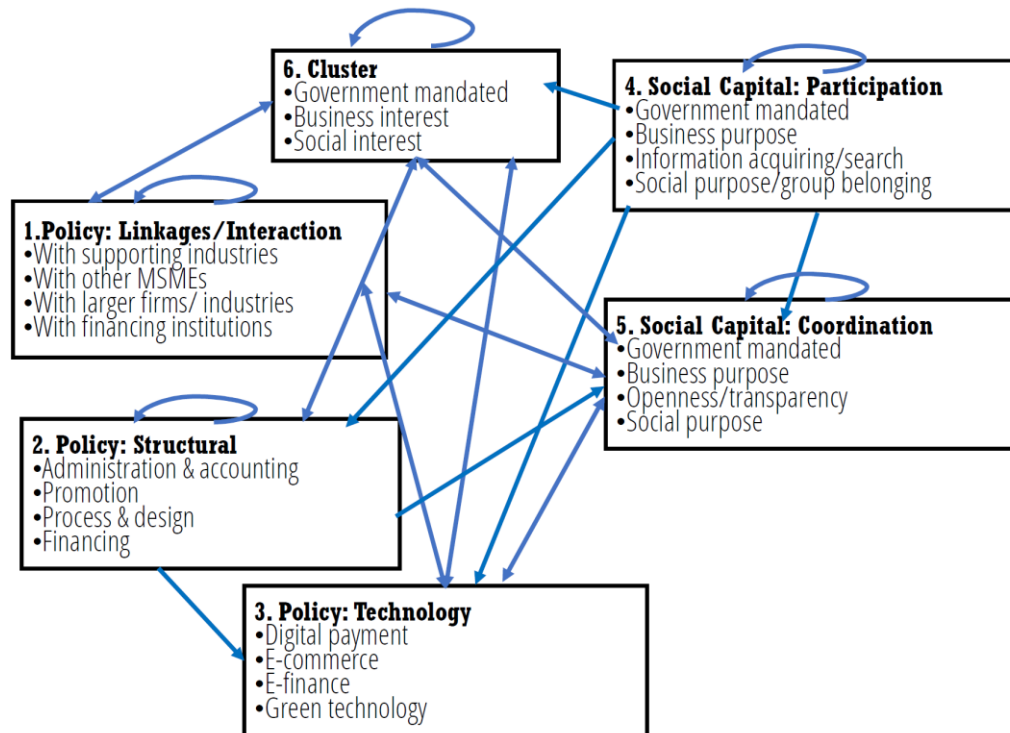 6. Cluster
•Government mandated
•Business interest
•Social interest
4. Social Capital: Participation
•Government mandated
•Business purpose
•Information acquiring/search
•Social purpose/group belonging
1.Policy: Linkages/Interaction
•With supporting industries
•With other MSMEs
•With larger firms/ industries
•With financing institutions
5. Social Capital: Coordination
•Government mandated
•Business purpose
•Openness/transparency
•Social purpose
2. Policy: Structural
•Administration & accounting
•Promotion
•Process & design
•Financing
3. Policy: Technology
•Digital payment
•E-commerce
•E-finance
•Green technology